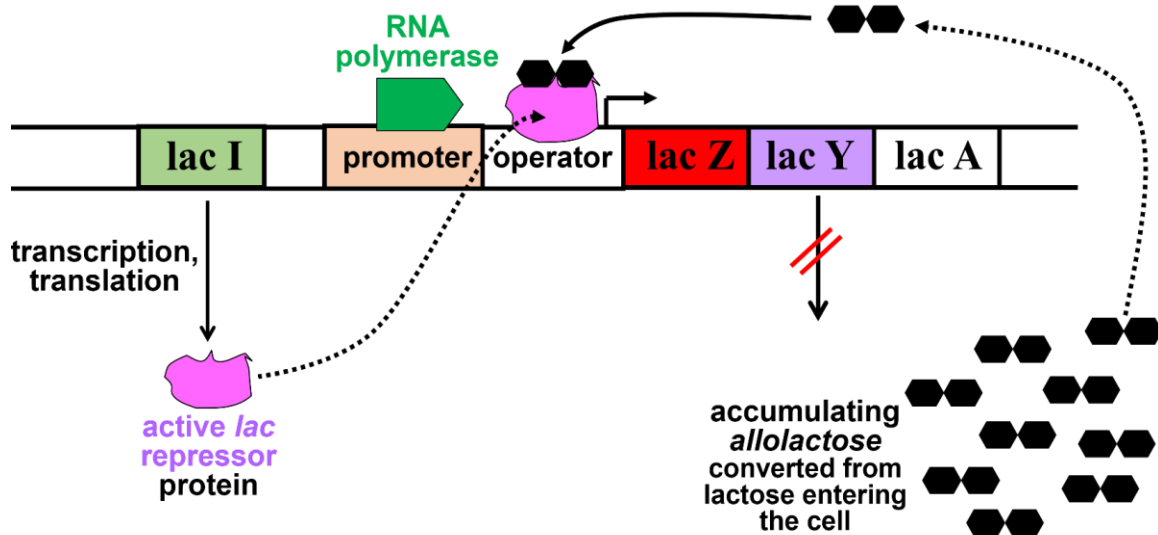 RNA
polymerase
lac I
promoter
operator
lac Z
lac Y
lac A
transcription,
translation
active lac
repressor
protein
accumulating
allolactose
converted from
lactose entering
the cell